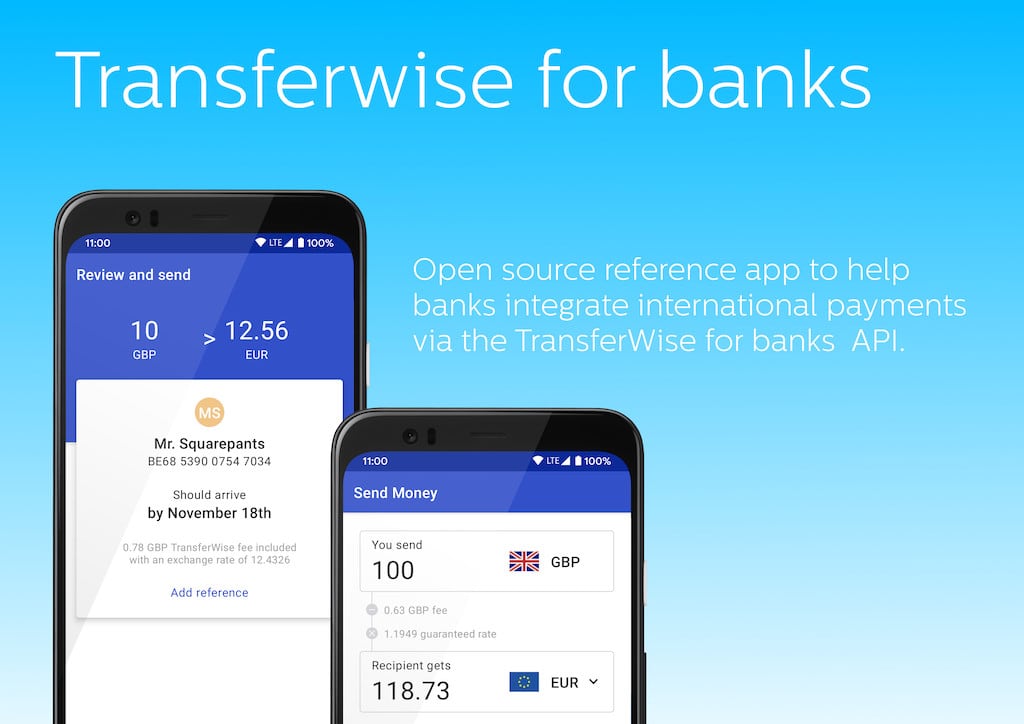 Transferwise for banks
Open source reference app to help
banks integrate international payments
via the TransferWise for banks API.
11:00 LTE 100%
Review and send
10 > 12.56
GBP EUR
MS
Mr. Squarepants
BE68 5390 0754 7034
Should arrive
by November 18th
0.78 GBP TransferWise fee included
with an exchange rate of 12.4326
Add reference
11:00 LTE 100%
Send Money
You send
100 GBP
0.63 GBP fee
1.1949 guaranteed rate
Recipient gets
118.73 EUR